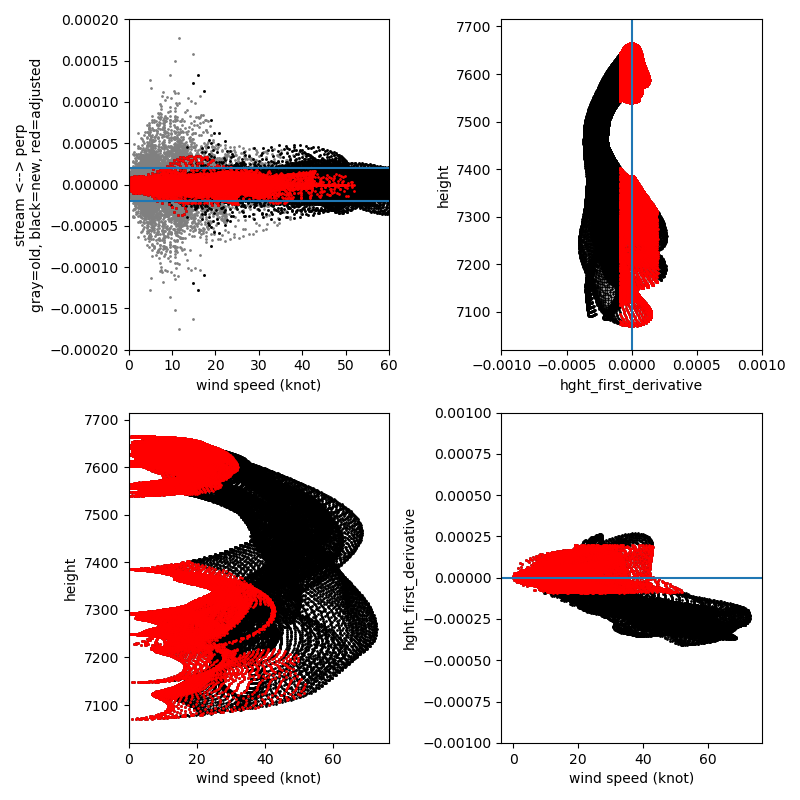 0.00020
0.00015
0.00010
0.00005
0.00000
−0.00005
−0.00010
−0.00015
−0.00020
stream <--> perp
gray=old, black=new, red=adjusted
0 10 20 30 40 50 60
wind speed (knot)
7700
7600
7500
7400
7300
7200
7100
height
−0.0010 −0.0005 0.0000 0.0005 0.0010
hght_first_derivative
7700
7600
7500
7400
7300
7200
7100
height
0 20 40 60
wind speed (knot)
0.00100
0.00075
0.00050
0.00025
0.00000
−0.00025
−0.00050
−0.00075
−0.00100
hght_first_derivative
0 20 40 60
wind speed (knot)